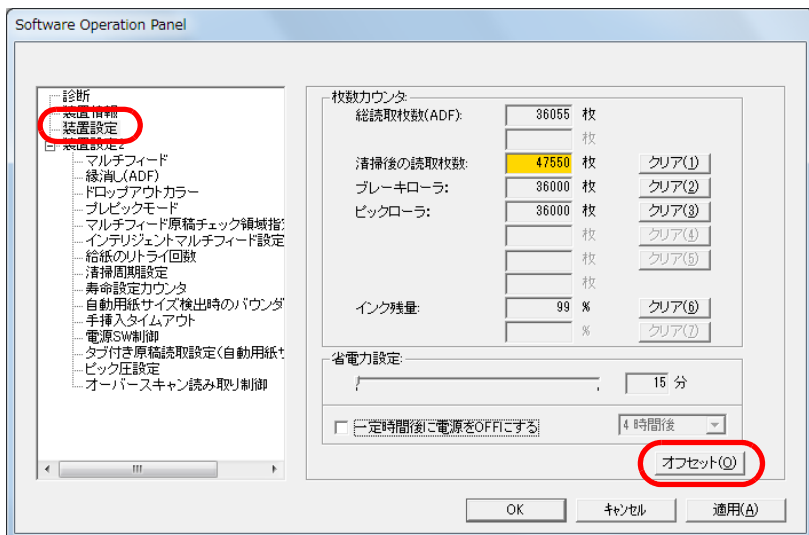 Software Operation Panel
診断
装置情報
装置設定
装置設定2
マルチフィード
縁消し(ADF)
ドロップアウトカラー
プレピックモード
マルチフィード原稿チェック領域指
インテリジェントマルチフィード設定
給紙のリトライ回数
清掃周期設定
寿命設定カウンタ
自動用紙サイズ検出時のバウンダ
手挿入タイムアウト
電源SW制御
タブ付き原稿読取設定(自動用紙
ピック圧設定
オーバースキャン読み取り制御
枚数カウンタ
総読取枚数(ADF): 36055 枚
枚
清掃後の読取枚数: 47550 枚 クリア(1)
ブレーキローラ: 36000 枚 クリア(2)
ピックローラ: 36000 枚 クリア(3)
枚 クリア(4)
枚 クリア(5)
枚
インク残量: 99 % クリア(6)
% クリア(7)
省電力設定:
15 分
一定時間後に電源をOFFにする 4 時間後
オフセット(O)
OK キャンセル 適用(A)